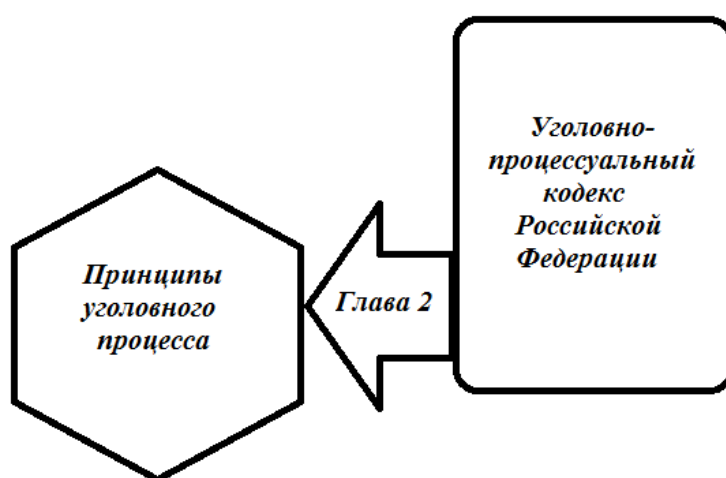 Уголовно-
процессуальный
кодекс
Российской
Федерации
Принципы
уголовного
процесса
Глава 2